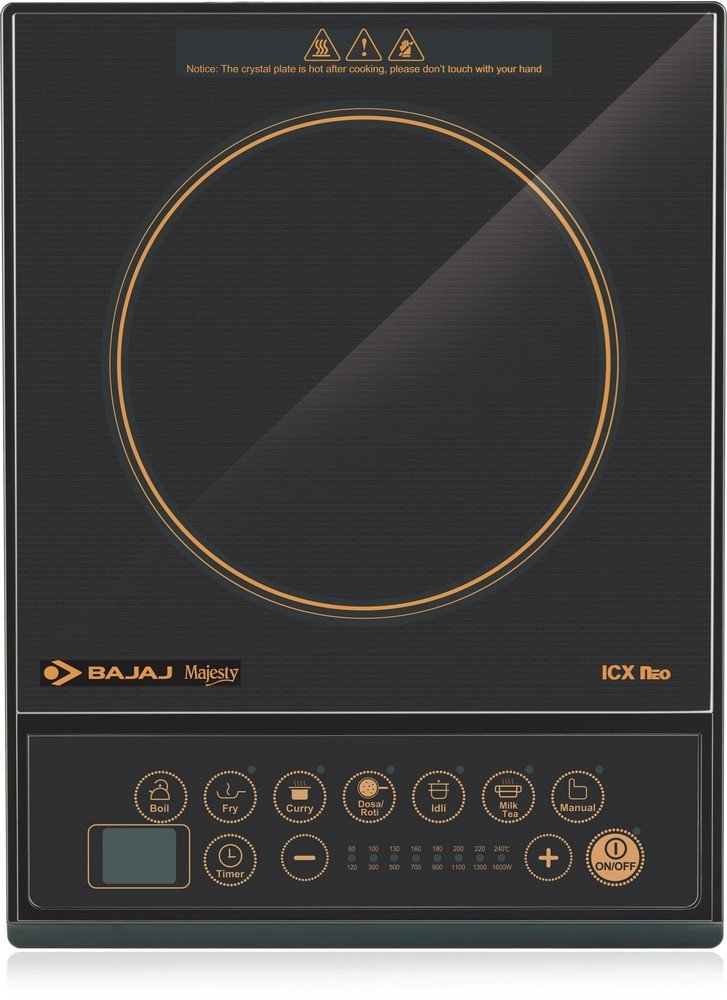 Notice: The crystal plate is hot after cooking, please don't touch with your hand
BAJAJ Majesty
ICX NEO
Boil
Fry
Curry
Dosa/
Roti
Idli
Milk
Tea
Manual
Timer
60 100 130 160 180 200 220 240℃
120 300 500 700 900 1100 1300 1600W
ON/OFF